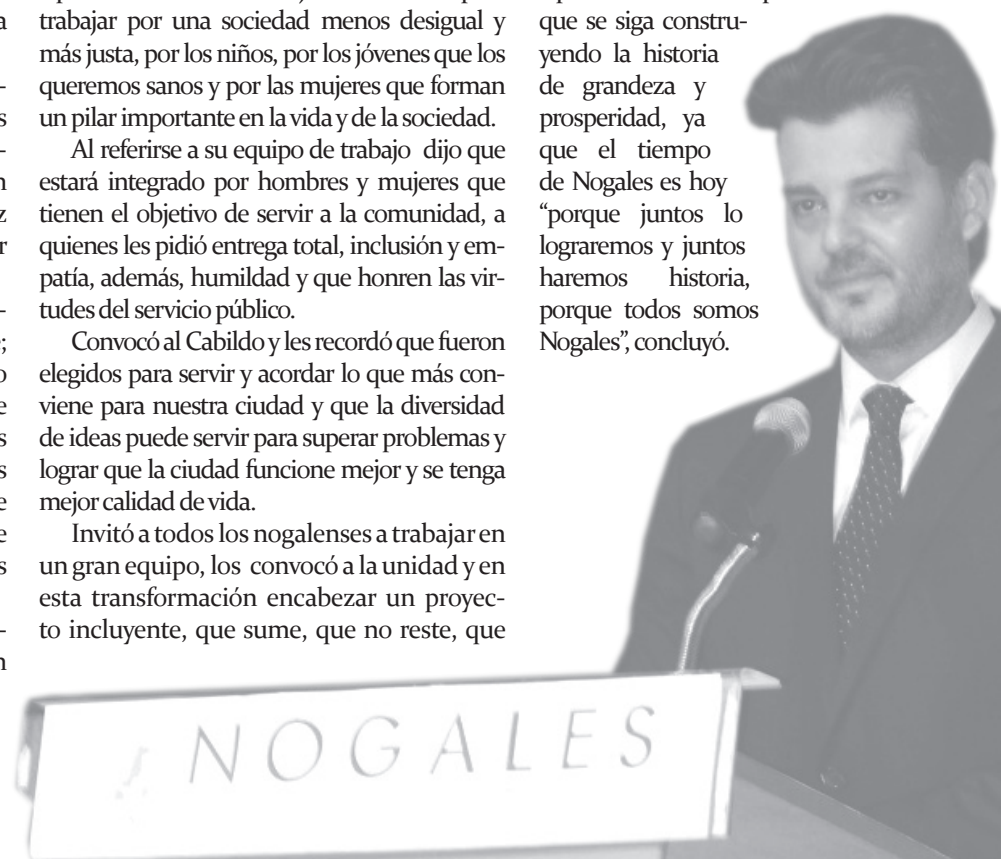 trabajar por una sociedad menos desigual y
más justa, por los niños, por los jóvenes que los
queremos sanos y por las mujeres que forman
un pilar importante en la vida y de la sociedad.
Al referirse a su equipo de trabajo dijo que
estará integrado por hombres y mujeres que
tienen el objetivo de servir a la comunidad, a
quienes les pidió entrega total, inclusión y em-
patía, además, humildad y que honren las vir-
tudes del servicio público.
Convocó al Cabildo y les recordó que fueron
elegidos para servir y acordar lo que más con-
viene para nuestra ciudad y que la diversidad
de ideas puede servir para superar problemas y
lograr que la ciudad funcione mejor y se tenga
mejor calidad de vida.
Invitó a todos los nogalenses a trabajar en
un gran equipo, los convocó a la unidad y en
esta transformación encabezar un proyec-
to incluyente, que sume, que no reste, que
que se siga constru-
yendo la historia
de grandeza y
prosperidad, ya
que el tiempo
de Nogales es hoy
“porque juntos lo
lograremos y juntos
haremos historia,
porque todos somos
Nogales”, concluyó.
NOGALES